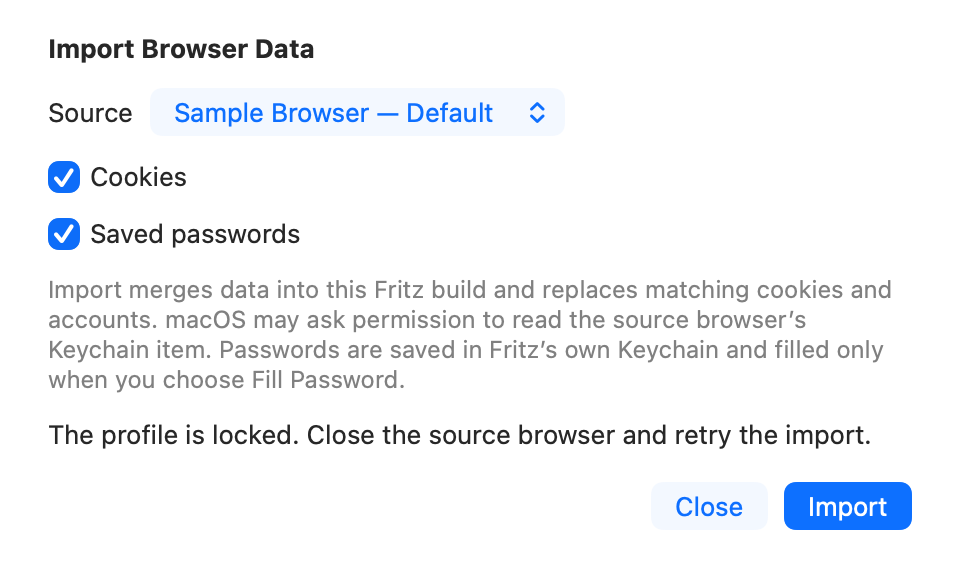 Import Browser Data
Source Sample Browser — Default
Cookies
Saved passwords
Import merges data into this Fritz build and replaces matching cookies and
accounts. macOS may ask permission to read the source browser’s
Keychain item. Passwords are saved in Fritz’s own Keychain and filled only
when you choose Fill Password.
The profile is locked. Close the source browser and retry the import.
Close Import